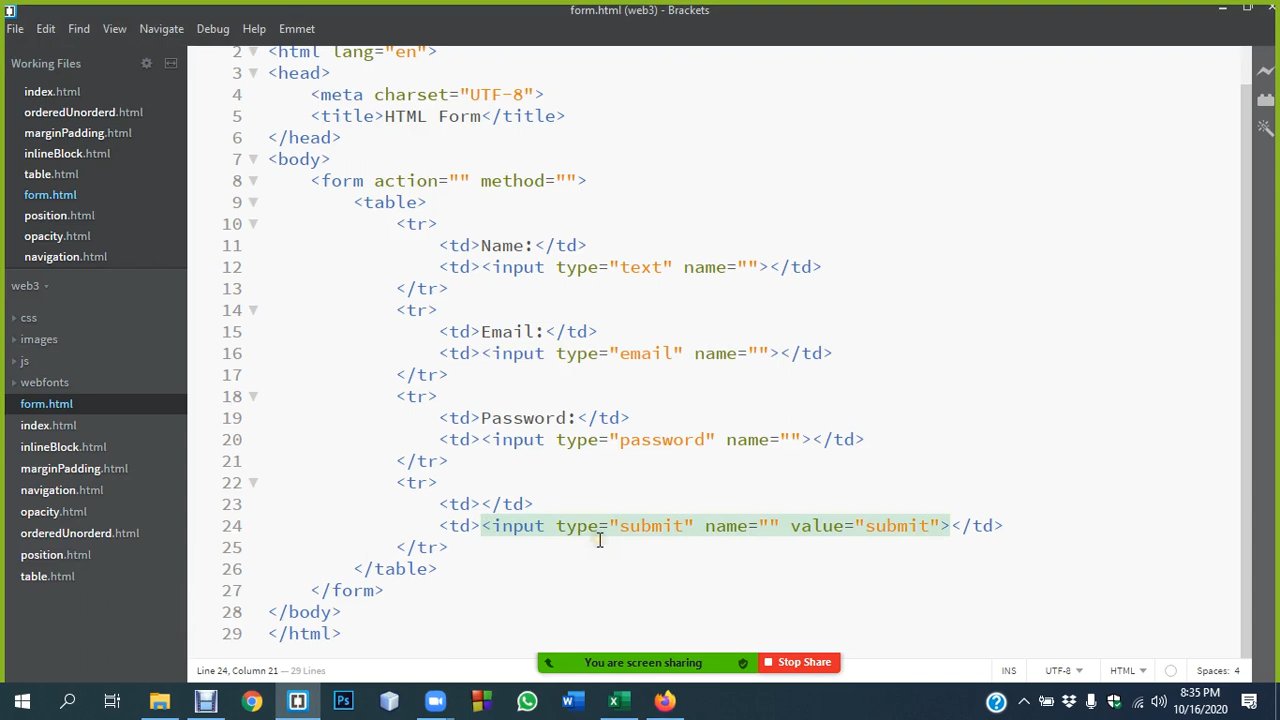 form.html (web3) - Brackets
File Edit Find View Navigate Debug Help Emmet
Working Files
index.html
orderedUnorderd.html
marginPadding.html
inlineBlock.html
table.html
form.html
position.html
opacity.html
navigation.html
web3
css
images
js
webfonts
form.html
index.html
inlineBlock.html
marginPadding.html
navigation.html
opacity.html
orderedUnorderd.html
position.html
table.html
2 <html lang="en">
3 <head>
4 <meta charset="UTF-8">
5 <title>HTML Form</title>
6 </head>
7 <body>
8 <form action="" method="">
9 <table>
10 <tr>
11 <td>Name:</td>
12 <td><input type="text" name=""></td>
13 </tr>
14 <tr>
15 <td>Email:</td>
16 <td><input type="email" name=""></td>
17 </tr>
18 <tr>
19 <td>Password:</td>
20 <td><input type="password" name=""></td>
21 </tr>
22 <tr>
23 <td></td>
24 <td><input type="submit" name="" value="submit"></td>
25 </tr>
26 </table>
27 </form>
28 </body>
29 </html>
You are screen sharing Stop Share
Line 24, Column 21 — 29 Lines INS UTF-8 HTML Spaces: 4
8:35 PM
10/16/2020